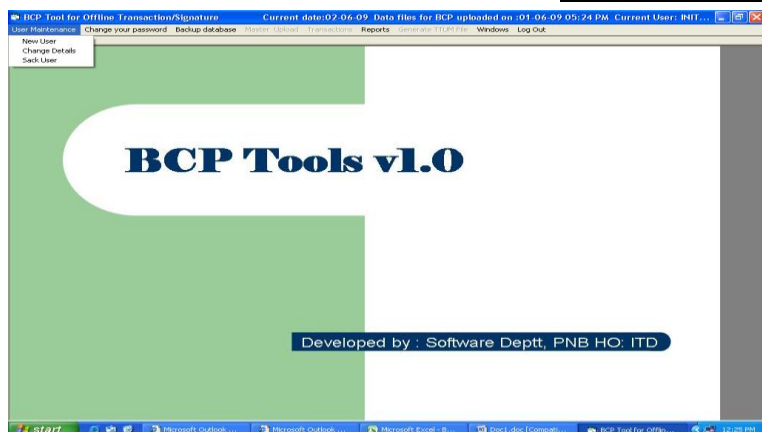 BCP Tool for Offline Transaction/Signature Current date:02-06-09 Data files for BCP uploaded on :01-06-09 05:24 PM Current User: INIT...
User Maintenance Change your password Backup database Master Upload Transactions Reports Generate TTUM File Windows Log Out
New User
Change Details
Sack User
BCP Tools v1.0
Developed by : Software Deptt, PNB HO: ITD
start Microsoft Outlook ... Microsoft Outlook ... Microsoft Excel - B... Doc1.doc [Compati... BCP Tool for Offlin... 12:25 PM